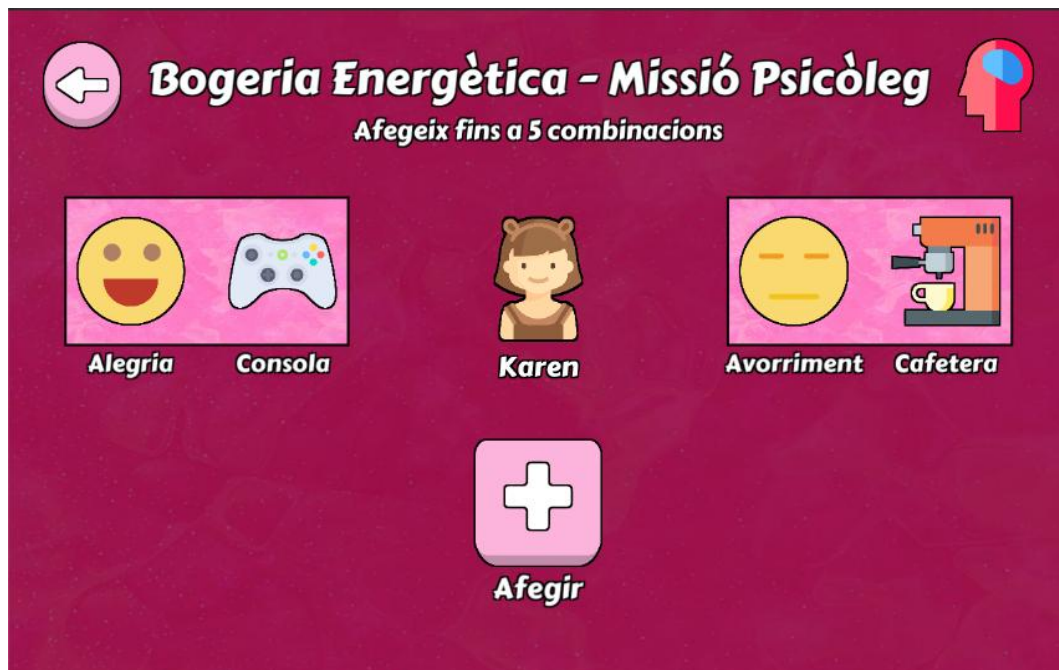 Bogeria Energètica - Missió Psicòleg
Afegeix fins a 5 combinacions
Alegria Consola Karen Avorriment Cafetera
Afegir